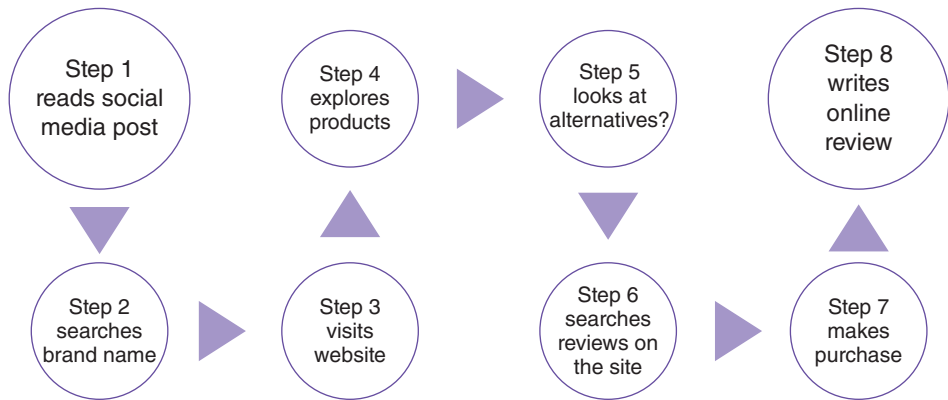 Step 1
reads social
media post
Step 2
searches
brand name
Step 3
visits
website
Step 4
explores
products
Step 5
looks at
alternatives?
Step 6
searches
reviews on
the site
Step 7
makes
purchase
Step 8
writes
online
review